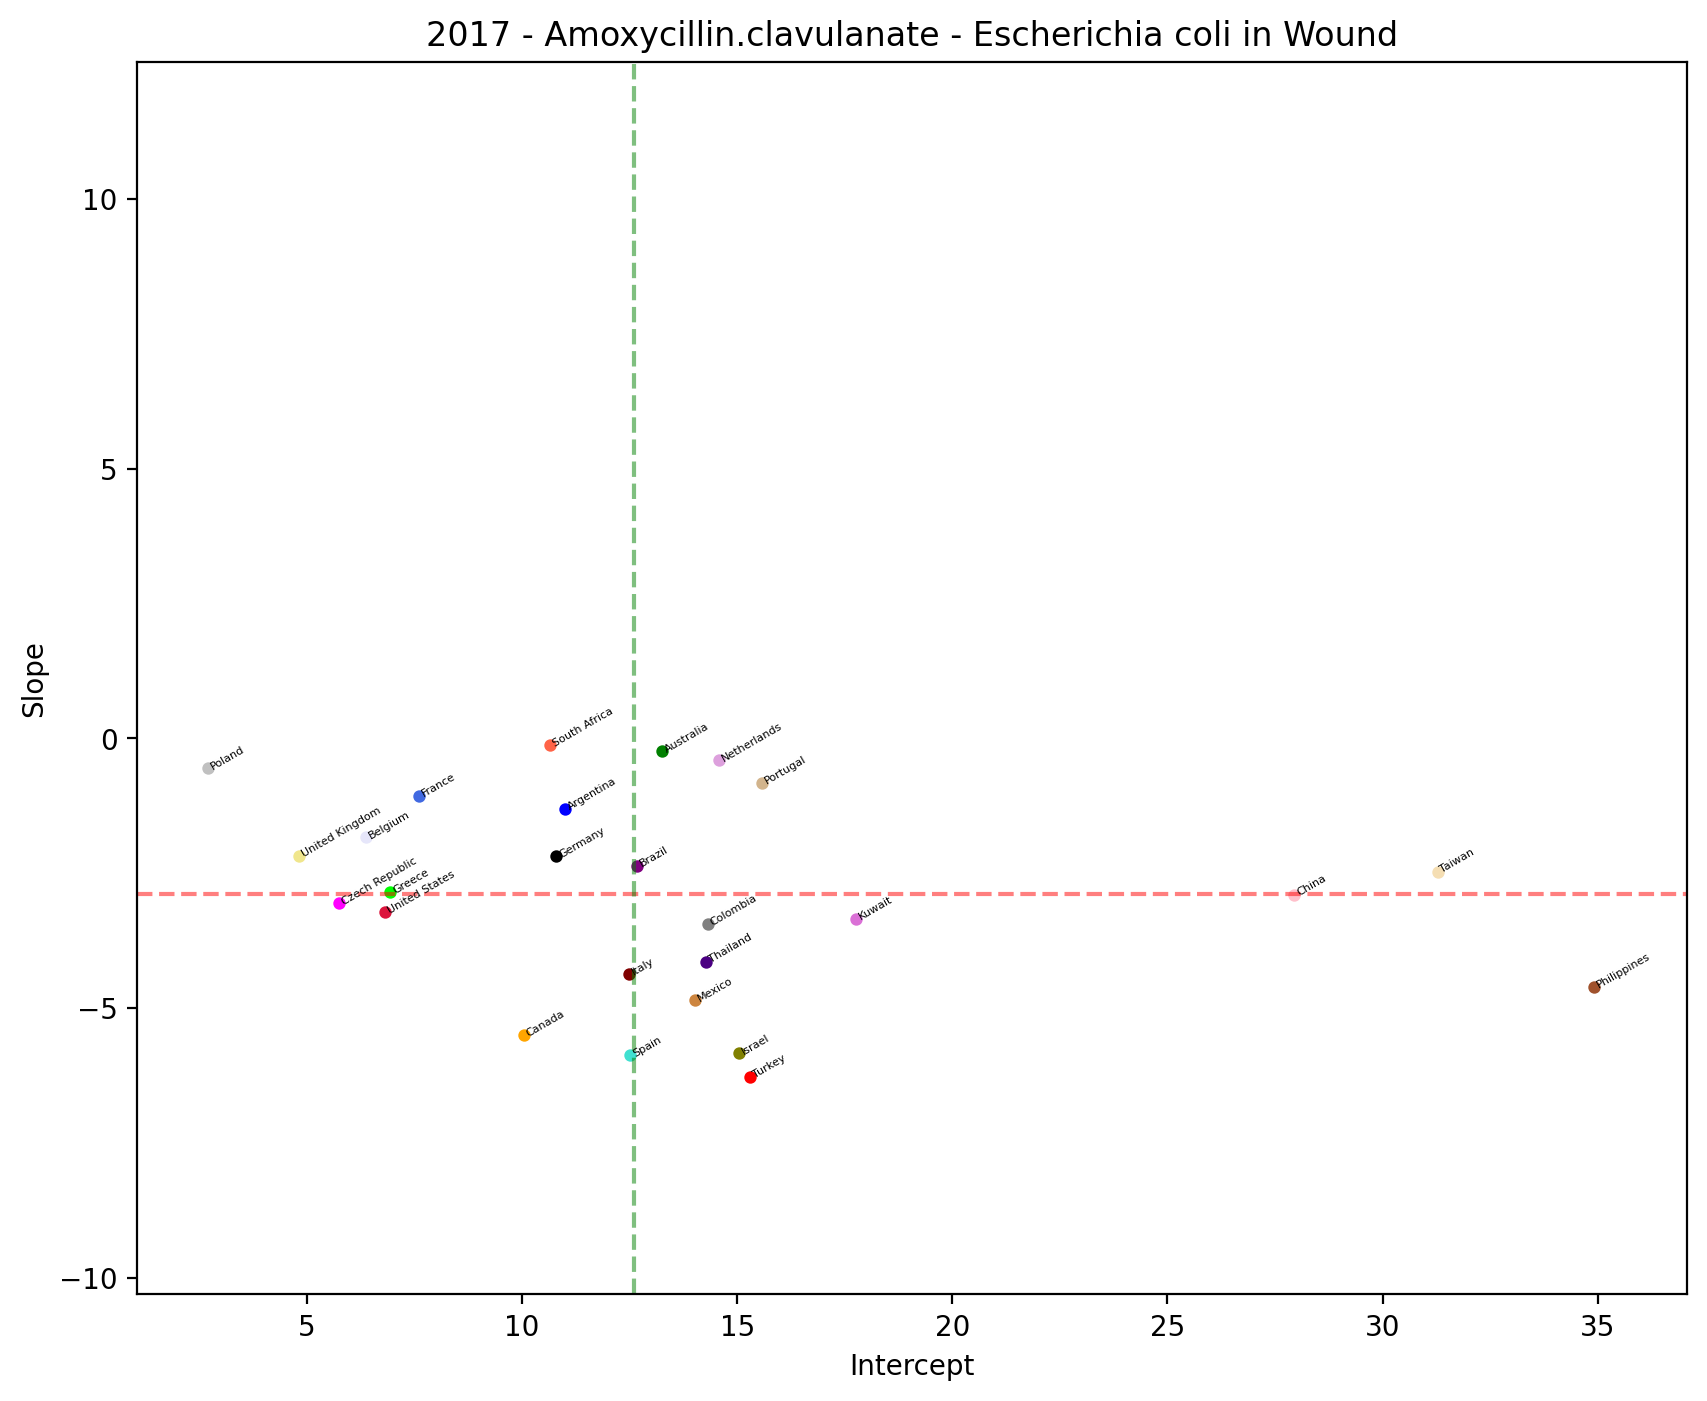 2017 - Amoxycillin.clavulanate - Escherichia coli in Wound
10
5
0
−5
−10
Slope
South Africa
Australia
Netherlands
Poland
Portugal
France
Argentina
United Kingdom
Belgium
Germany
Brazil
Taiwan
Czech Republic
Greece
United States
China
Colombia
Kuwait
Thailand
Italy
Mexico
Philippines
Canada
Spain
Israel
Turkey
5 10 15 20 25 30 35
Intercept